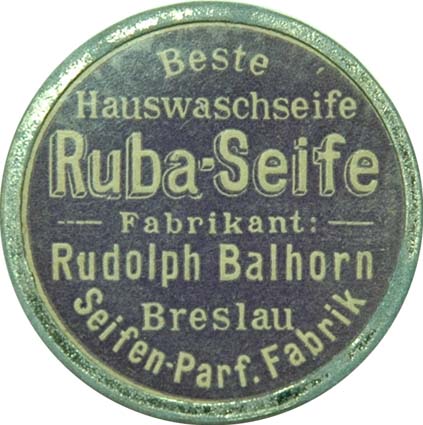 Beste
Hauswaschseife
Ruba-Seife
Fabrikant:
Rudolph Balhorn
Breslau
Seifen-Parf. Fabrik